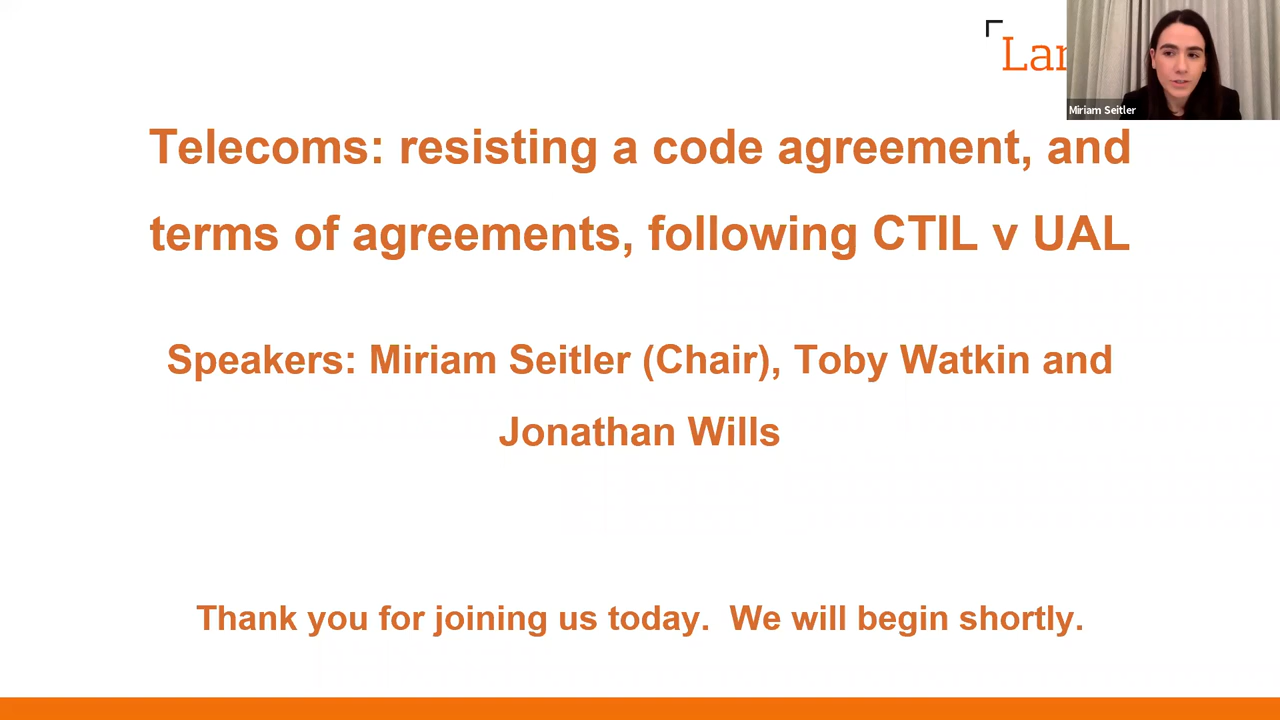 Miriam Seitler
Telecoms: resisting a code agreement, and
terms of agreements, following CTIL v UAL
Speakers: Miriam Seitler (Chair), Toby Watkin and
Jonathan Wills
Thank you for joining us today.  We will begin shortly.